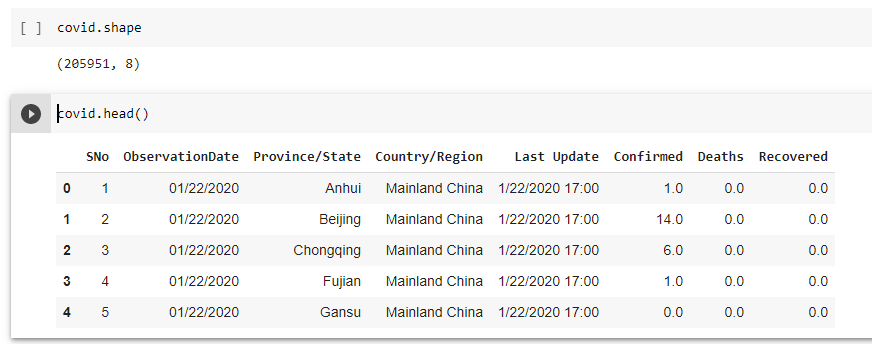 [ ] covid.shape
(205951, 8)
covid.head()
SNo ObservationDate Province/State Country/Region Last Update Confirmed Deaths Recovered
0 1 01/22/2020 Anhui Mainland China 1/22/2020 17:00 1.0 0.0 0.0
1 2 01/22/2020 Beijing Mainland China 1/22/2020 17:00 14.0 0.0 0.0
2 3 01/22/2020 Chongqing Mainland China 1/22/2020 17:00 6.0 0.0 0.0
3 4 01/22/2020 Fujian Mainland China 1/22/2020 17:00 1.0 0.0 0.0
4 5 01/22/2020 Gansu Mainland China 1/22/2020 17:00 0.0 0.0 0.0